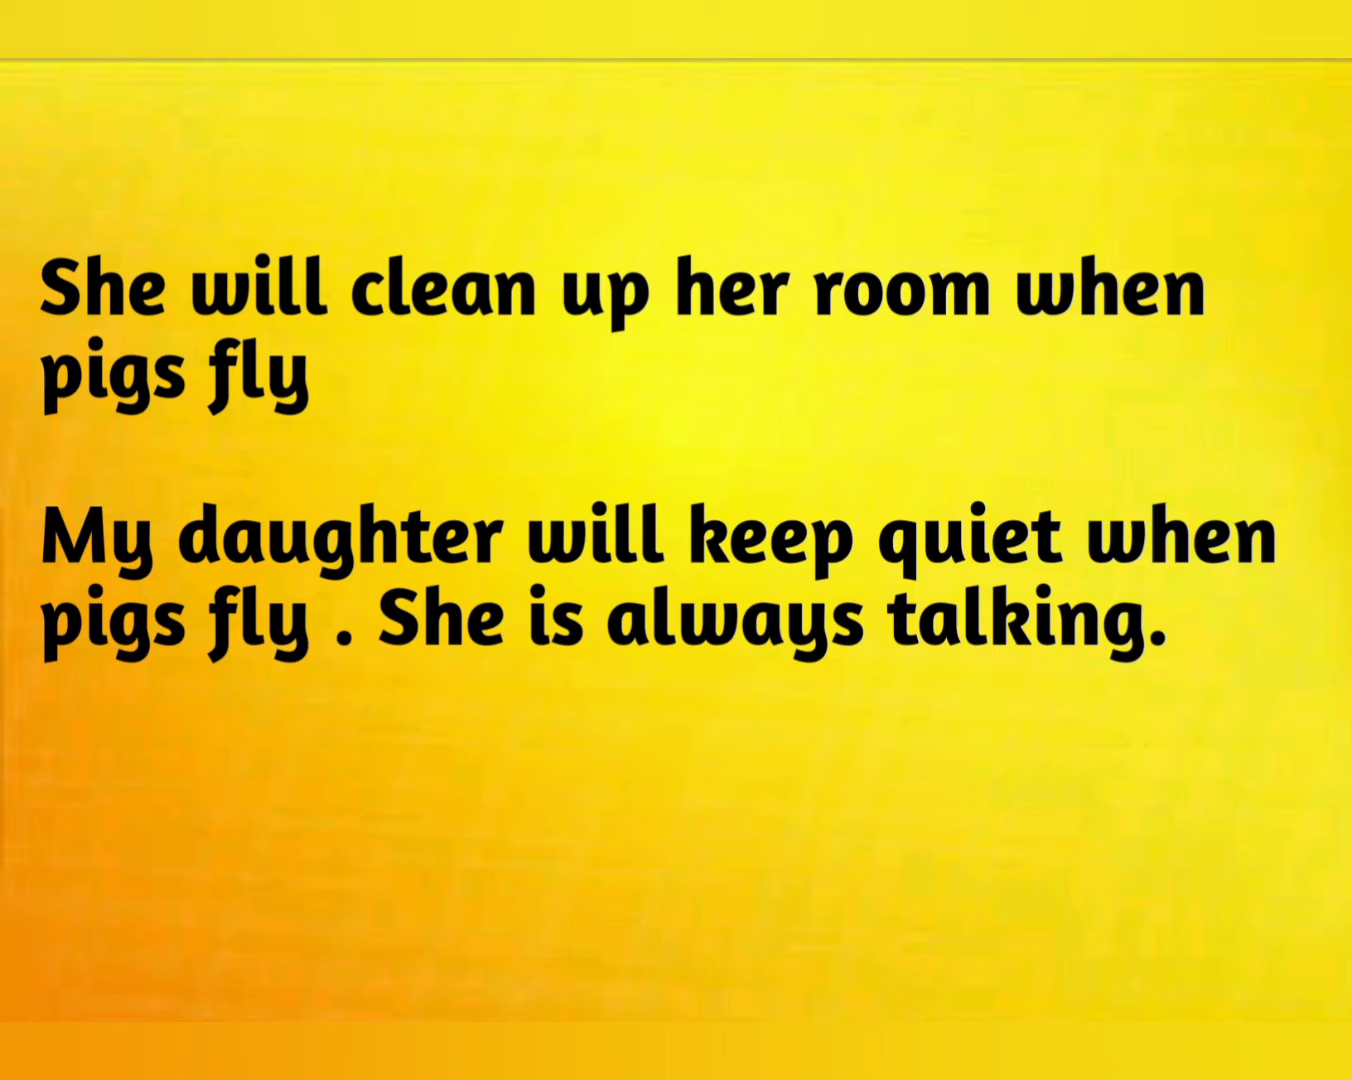 She will clean up her room when
pigs fly
My daughter will keep quiet when
pigs fly . She is always talking.